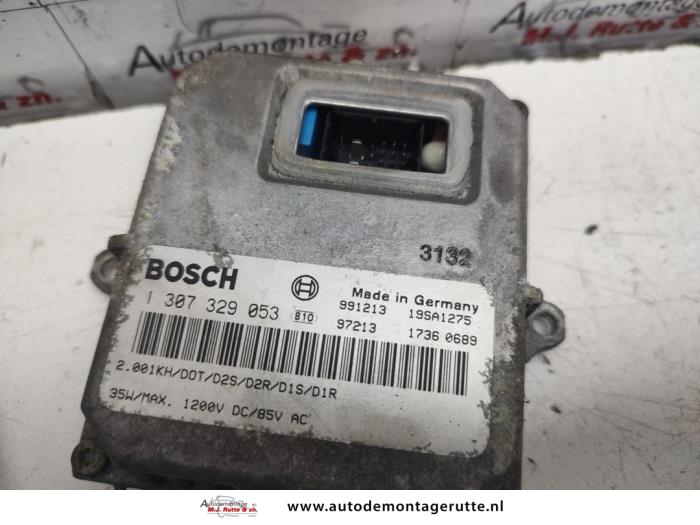 Autodemontage
M.J. Rutte & zn.
Autodemontage
M.J. Rutte & zn.
3132
BOSCH
Made in Germany
1 307 329 053 810
991213 19SA1275
97213 1736 0689
2.001KH/DOT/D2S/D2R/D1S/D1R
35W/MAX. 1200V DC/85V AC
Autodemontage
M.J. Rutte & zn.
www.autodemontagerutte.nl